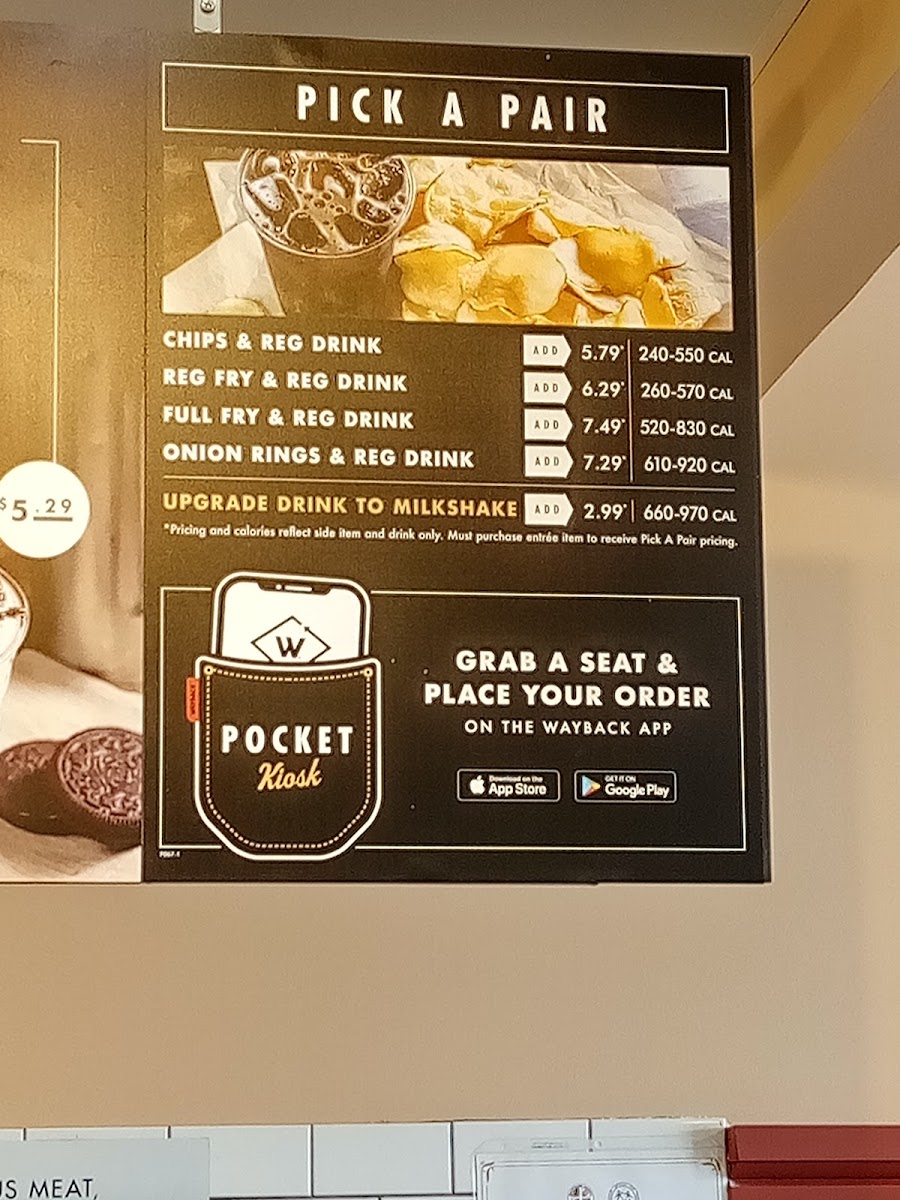 PICK A PAIR
CHIPS & REG DRINK ADD 5.79* 240-550 CAL
REG FRY & REG DRINK ADD 6.29* 260-570 CAL
FULL FRY & REG DRINK ADD 7.49* 520-830 CAL
ONION RINGS & REG DRINK ADD 7.29* 610-920 CAL
UPGRADE DRINK TO MILKSHAKE ADD 2.99* 660-970 CAL
*Pricing and calories reflect side item and drink only. Must purchase entrée item to receive Pick A Pair pricing.
$5.29
W
WAYBACK
POCKET
Kiosk
GRAB A SEAT &
PLACE YOUR ORDER
ON THE WAYBACK APP
Download on the
App Store
GET IT ON
Google Play
US MEAT,